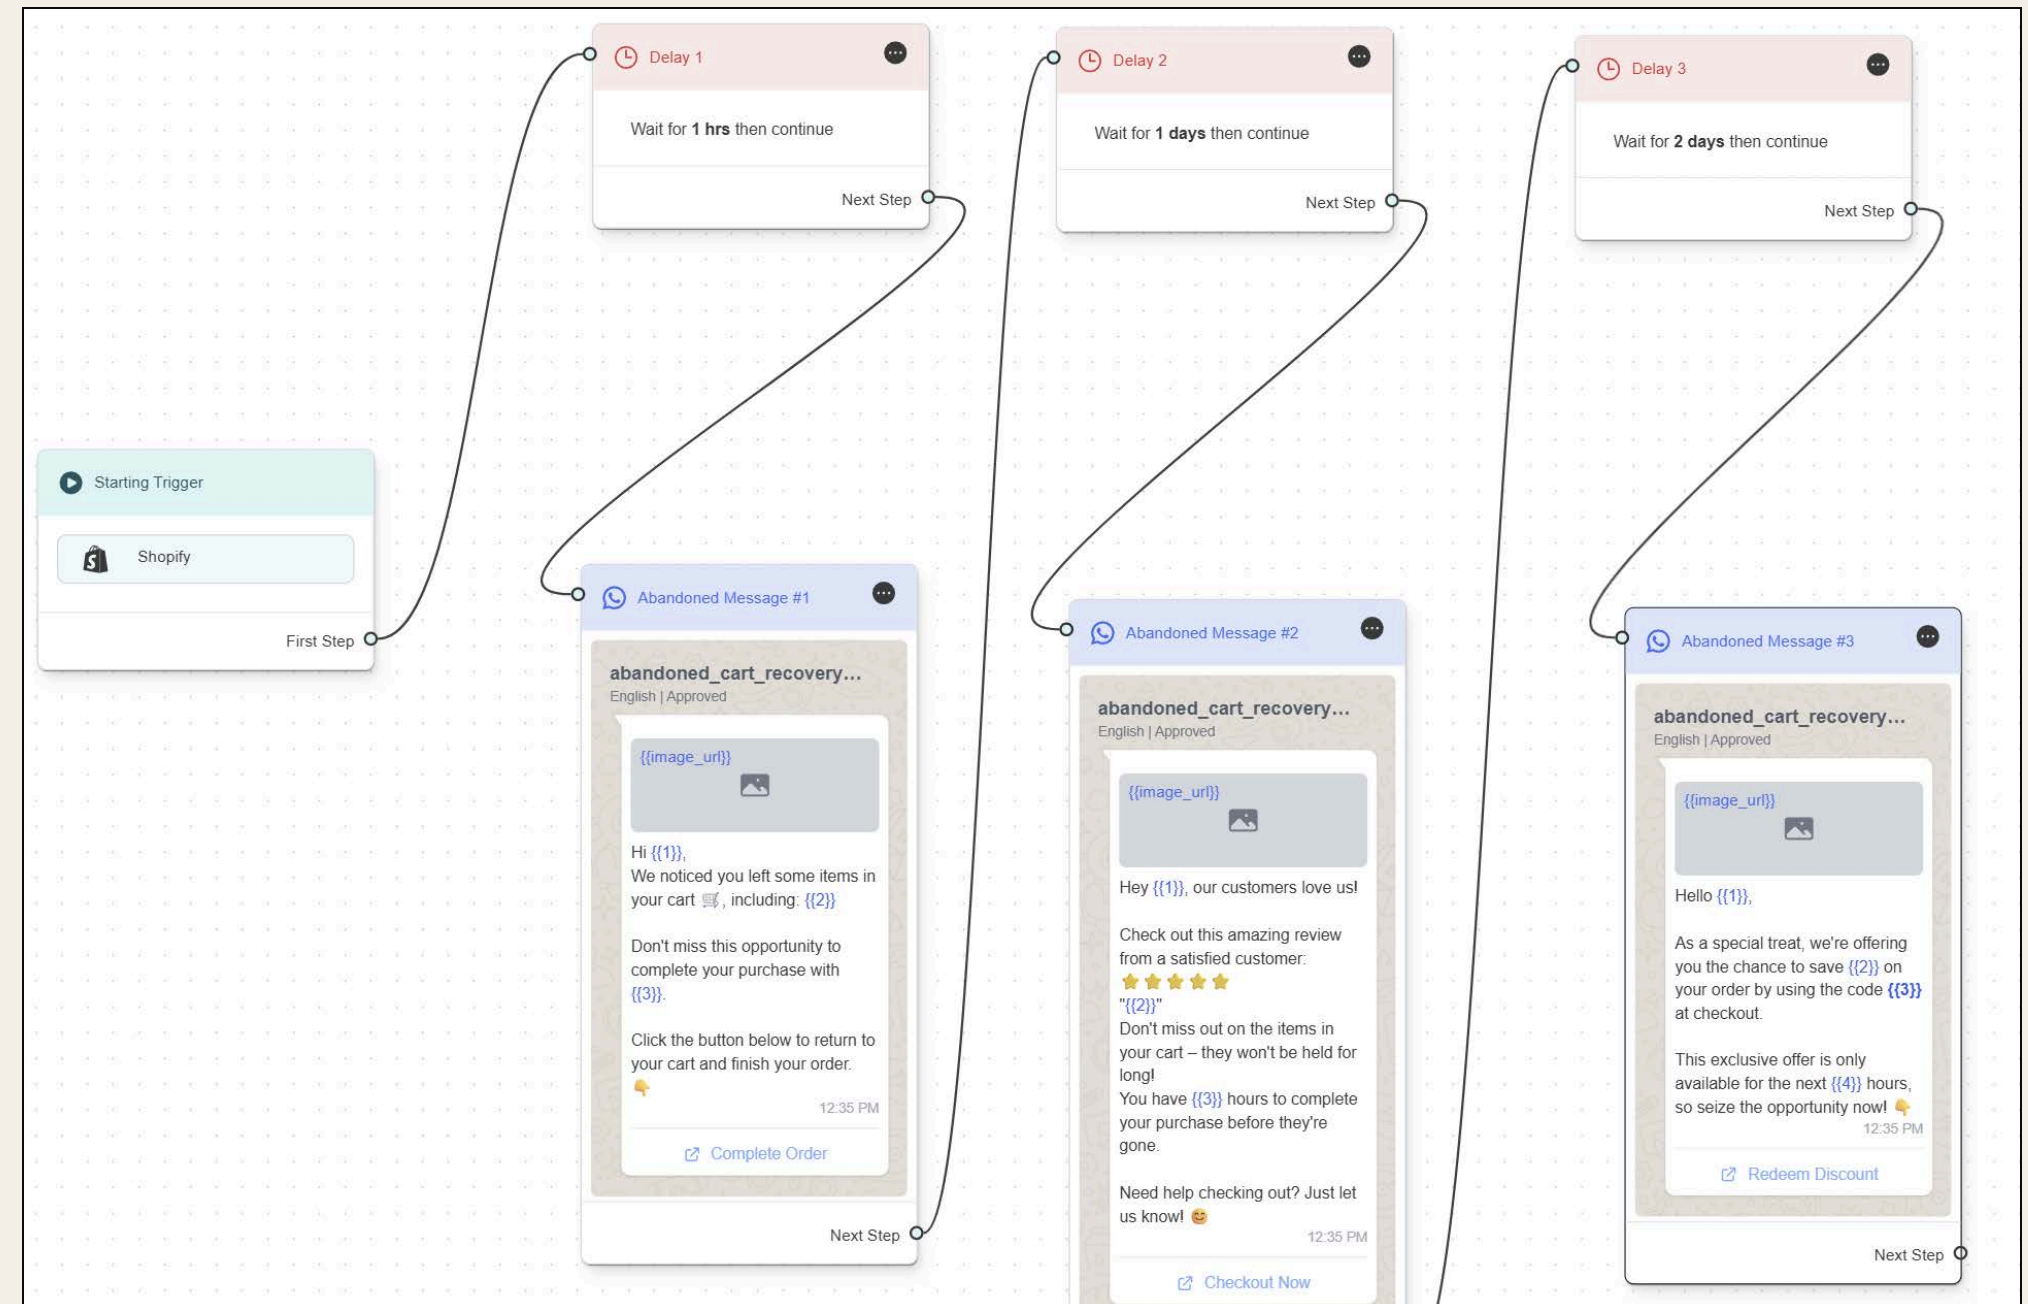 Delay 1
Wait for 1 hrs then continue
Next Step
Delay 2
Wait for 1 days then continue
Next Step
Delay 3
Wait for 2 days then continue
Next Step
Starting Trigger
Shopify
First Step
Abandoned Message #1
abandoned_cart_recovery...
English | Approved
{{image_url}}
Hi {{1}},
We noticed you left some items in
your cart 🛒, including: {{2}}
Don't miss this opportunity to
complete your purchase with
{{3}}.
Click the button below to return to
your cart and finish your order.
👇
12:35 PM
Complete Order
Next Step
Abandoned Message #2
abandoned_cart_recovery...
English | Approved
{{image_url}}
Hey {{1}}, our customers love us!
Check out this amazing review
from a satisfied customer:
⭐⭐⭐⭐⭐
"{{2}}"
Don't miss out on the items in
your cart – they won't be held for
long!
You have {{3}} hours to complete
your purchase before they're
gone.
Need help checking out? Just let
us know! 😊
12:35 PM
Checkout Now
Abandoned Message #3
abandoned_cart_recovery...
English | Approved
{{image_url}}
Hello {{1}},
As a special treat, we're offering
you the chance to save {{2}} on
your order by using the code {{3}}
at checkout.
This exclusive offer is only
available for the next {{4}} hours,
so seize the opportunity now! 👇
12:35 PM
Redeem Discount
Next Step